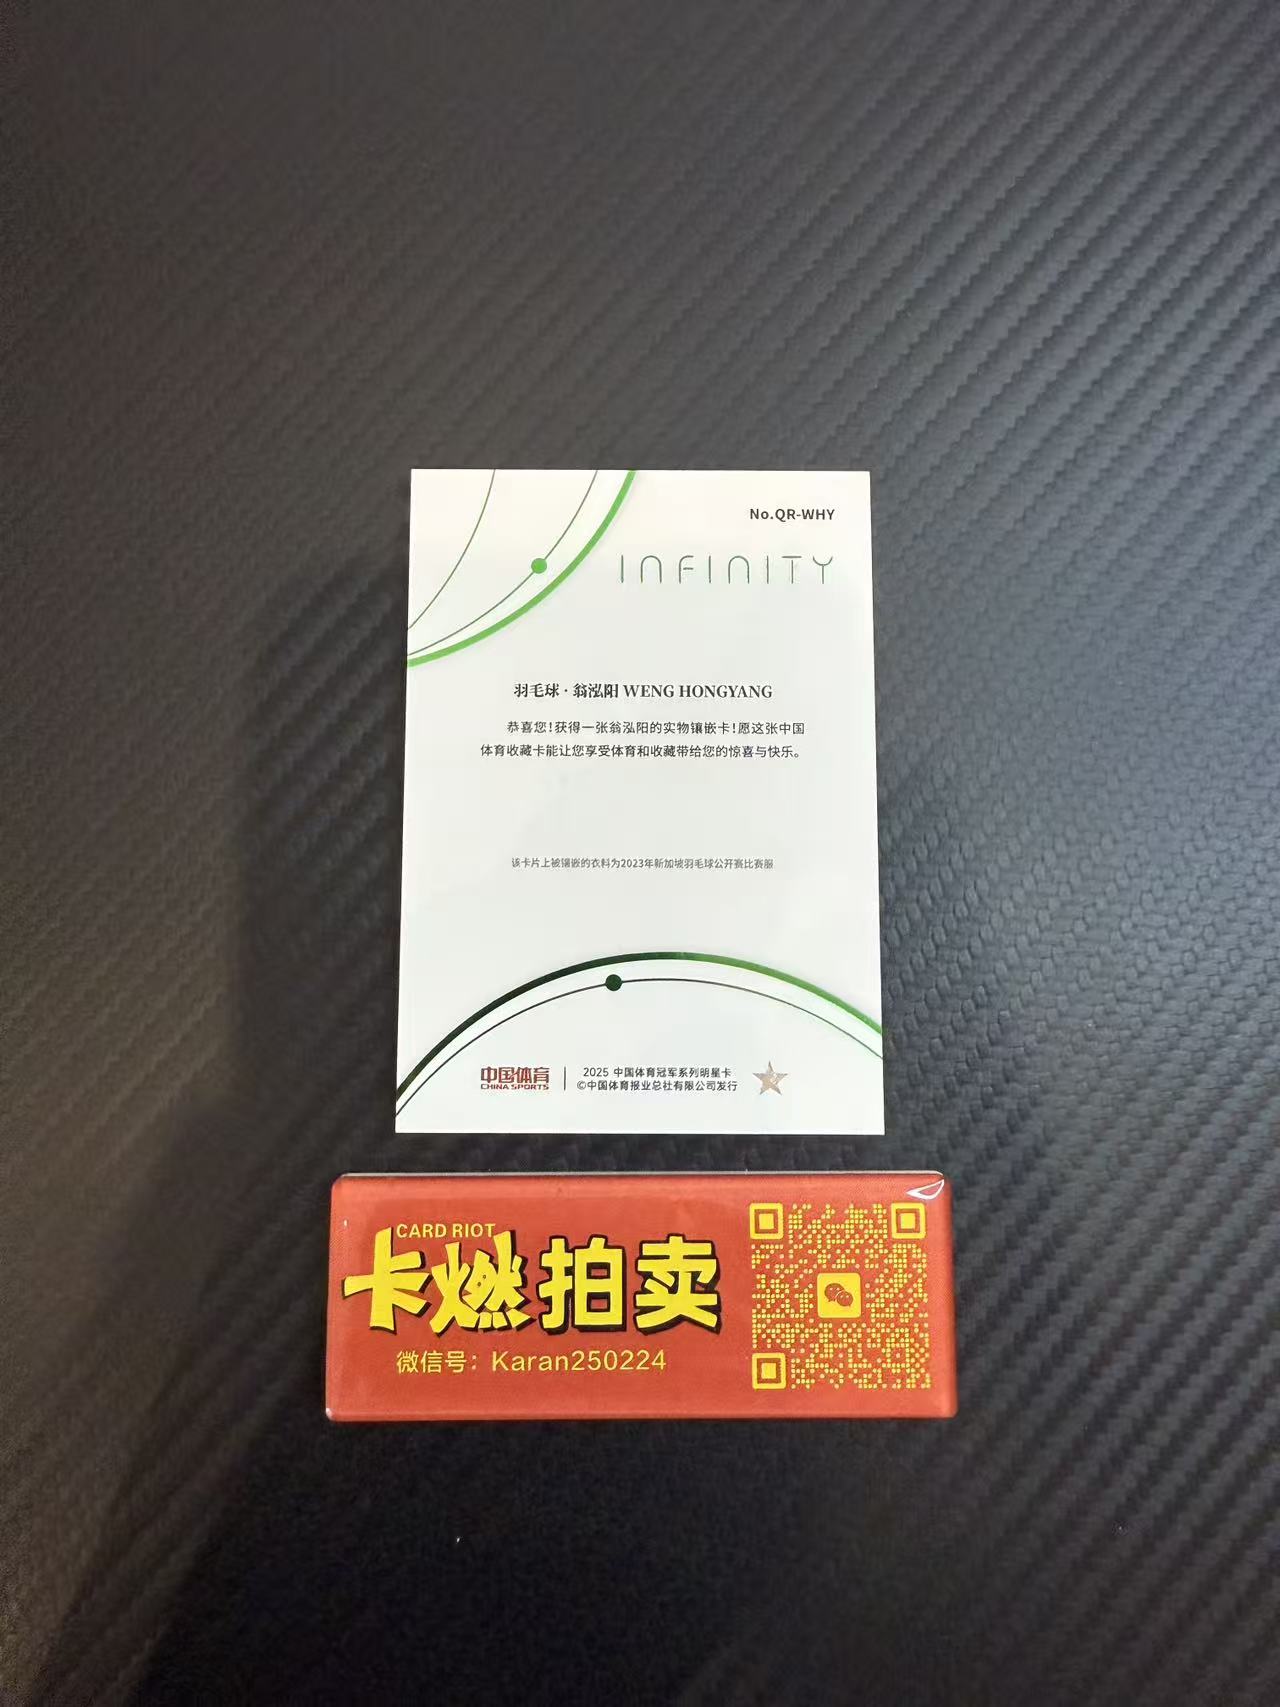 No.QR-WHY
INFINITY
羽毛球·翁泓阳 WENG HONGYANG
恭喜您!获得一张翁泓阳的实物镶嵌卡!愿这张中国
体育收藏卡能让您享受体育和收藏带给您的惊喜与快乐。
该卡片上被镶嵌的衣料为2023年新加坡羽毛球公开赛比赛服
中国体育
CHINA SPORTS
2025 中国体育冠军系列明星卡
©中国体育报业总社有限公司发行
CARD RIOT
卡燃拍卖
微信号：Karan250224